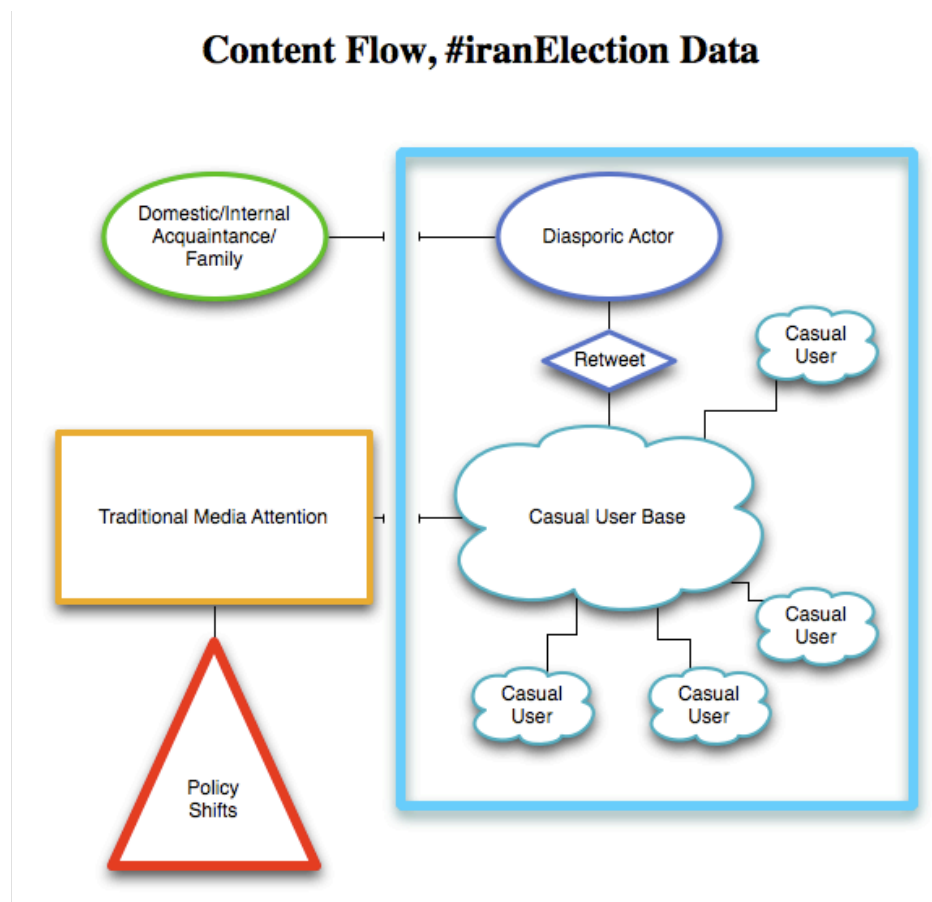 Content Flow, #iranElection Data
Domestic/Internal
Acquaintance/
Family
Diasporic Actor
Retweet
Casual
User
Traditional Media Attention
Casual User Base
Casual
User
Casual
User
Casual
User
Policy
Shifts